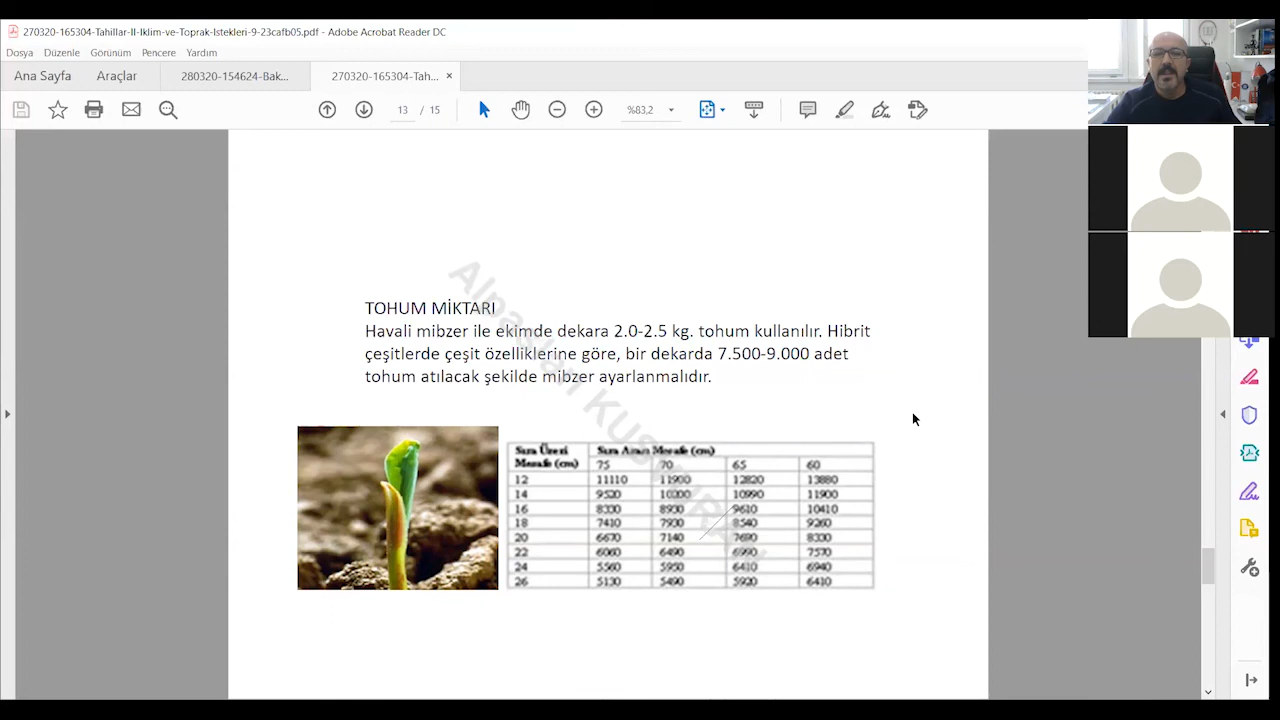 270320-165304-Tahillar-II-Iklim-ve-Toprak-Istekleri-9-23cafb05.pdf - Adobe Acrobat Reader DC
Dosya Düzenle Görünüm Pencere Yardım
Ana Sayfa Araçlar 280320-154624-Bak... 270320-165304-Tah... ×
13 / 15 %83,2
TOHUM MİKTARI
Havali mibzer ile ekimde dekara 2.0-2.5 kg. tohum kullanılır. Hibrit
çeşitlerde çeşit özelliklerine göre, bir dekarda 7.500-9.000 adet
tohum atılacak şekilde mibzer ayarlanmalıdır.
Sıra Üzeri Sıra Arası Mesafe (cm)
Mesafe (cm) 75 70 65 60
12 11110 11900 12820 13880
14 9520 10200 10990 11900
16 8330 8930 9610 10410
18 7410 7930 8540 9260
20 6670 7140 7690 8330
22 6060 6490 6990 7570
24 5560 5950 6410 6940
26 5130 5490 5920 6410